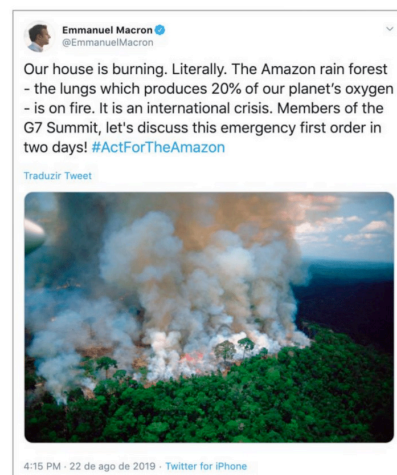 Emmanuel Macron
@EmmanuelMacron
Our house is burning. Literally. The Amazon rain forest
- the lungs which produces 20% of our planet’s oxygen
- is on fire. It is an international crisis. Members of the
G7 Summit, let's discuss this emergency first order in
two days! #ActForTheAmazon
Traduzir Tweet
4:15 PM · 22 de ago de 2019 · Twitter for iPhone